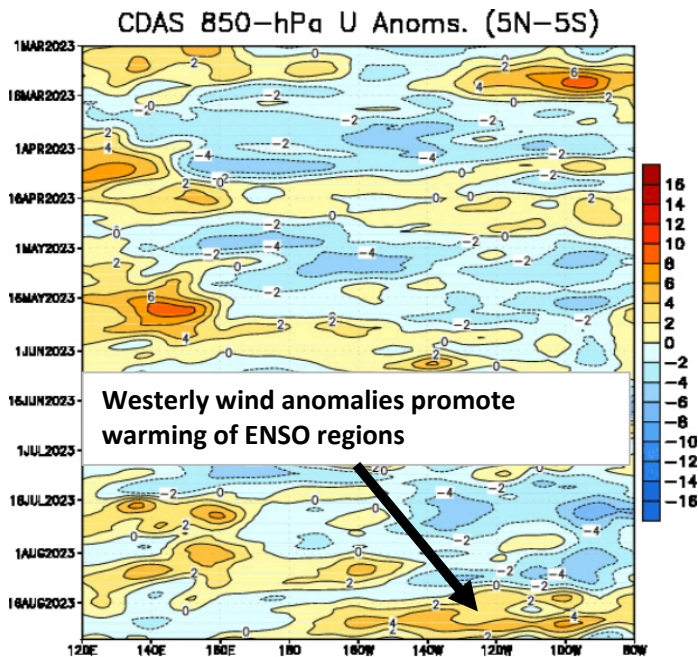 CDAS 850-hPa U Anoms. (5N-5S)
1MAR2023
16MAR2023
1APR2023
16APR2023
1MAY2023
16MAY2023
1JUN2023
16JUN2023
1JUL2023
16JUL2023
1AUG2023
16AUG2023
Westerly wind anomalies promote
warming of ENSO regions
120E 140E 160E 180 160W 140W 120W 100W 80W
16
14
12
10
8
6
4
2
0
-2
-4
-6
-8
-10
-12
-14
-16